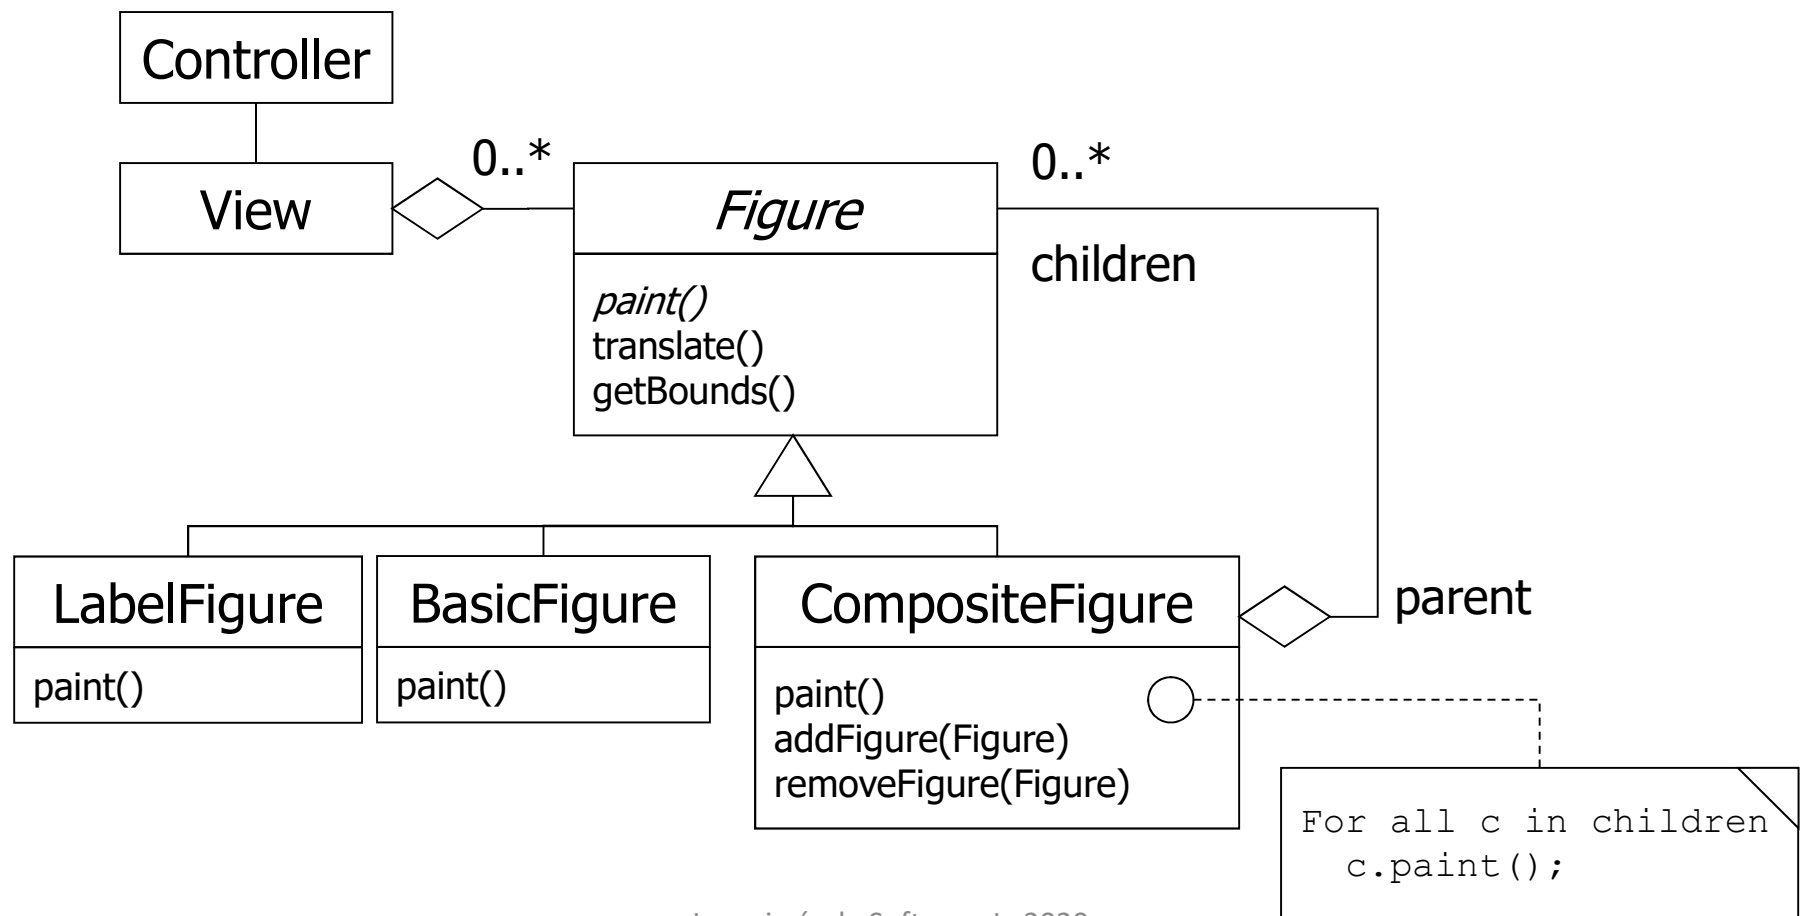 Controller
View
0..*
Figure
0..*
children
paint()
translate()
getBounds()
LabelFigure
paint()
BasicFigure
paint()
CompositeFigure
parent
paint()
addFigure(Figure)
removeFigure(Figure)
For all c in children
c.paint();